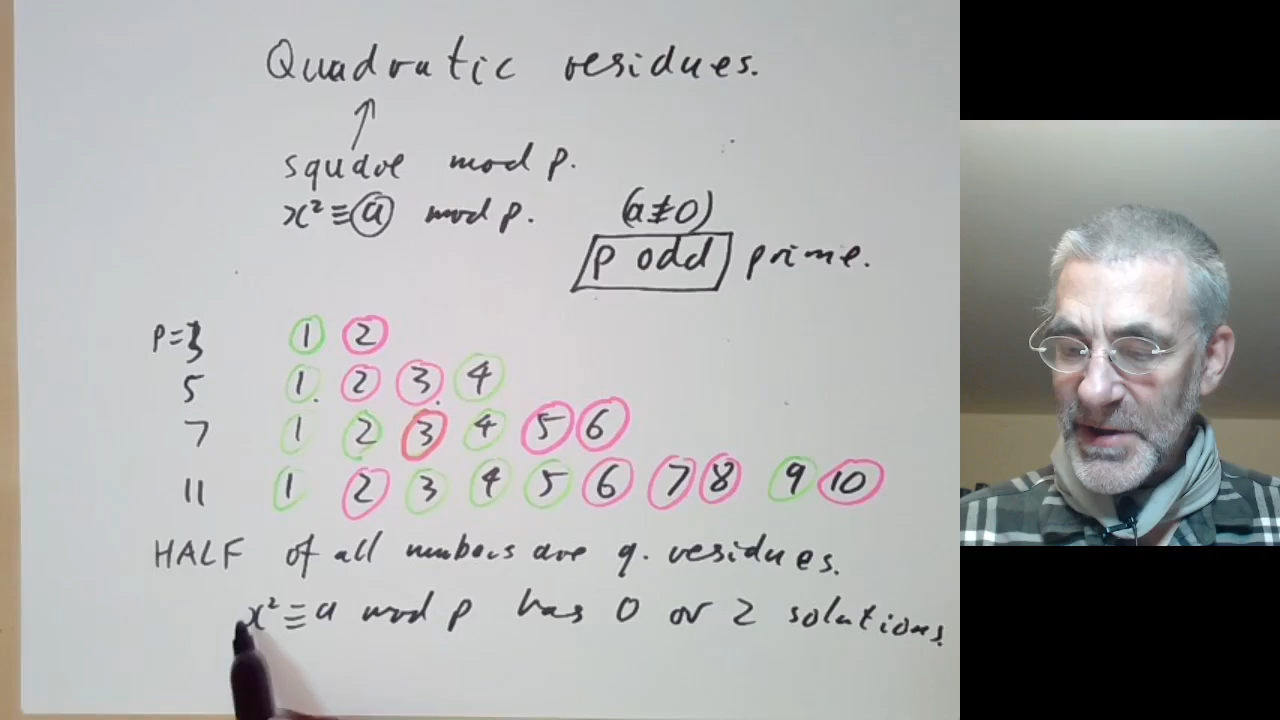 Quadratic residues.
square mod p.
x² ≡ a mod p. (a≢0)
p odd prime.
p=3 1 2
5 1 2 3 4
7 1 2 3 4 5 6
11 1 2 3 4 5 6 7 8 9 10
HALF of all numbers are q. residues.
x² ≡ a mod p has 0 or 2 solutions.